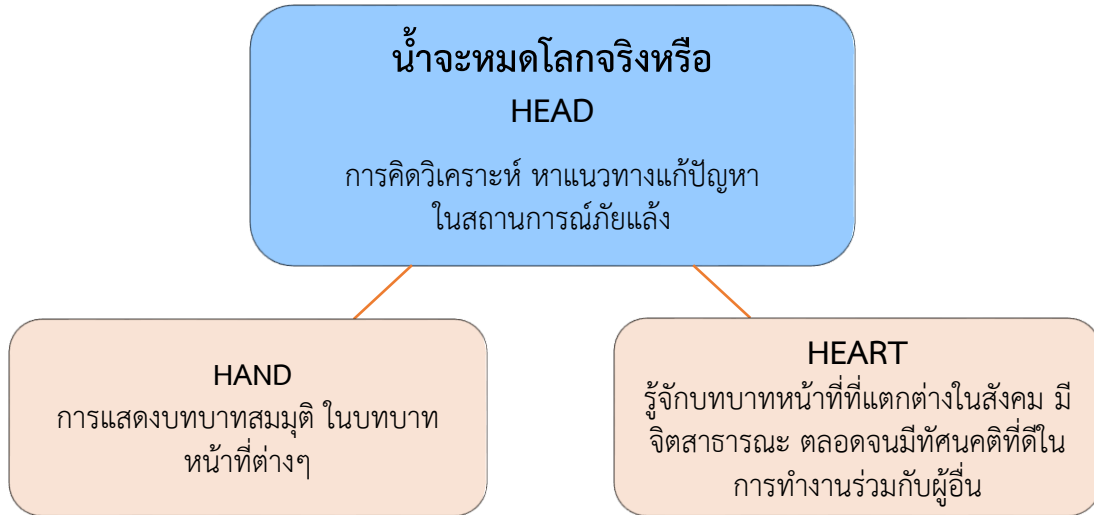 น้ำจะหมดโลกจริงหรือ
HEAD
การคิดวิเคราะห์ หาแนวทางแก้ปัญหา
ในสถานการณ์ภัยแล้ง
HAND
การแสดงบทบาทสมมุติ ในบทบาท
หน้าที่ต่างๆ
HEART
รู้จักบทบาทหน้าที่ที่แตกต่างในสังคม มี
จิตสาธารณะ ตลอดจนมีทัศนคติที่ดีใน
การทำงานร่วมกับผู้อื่น